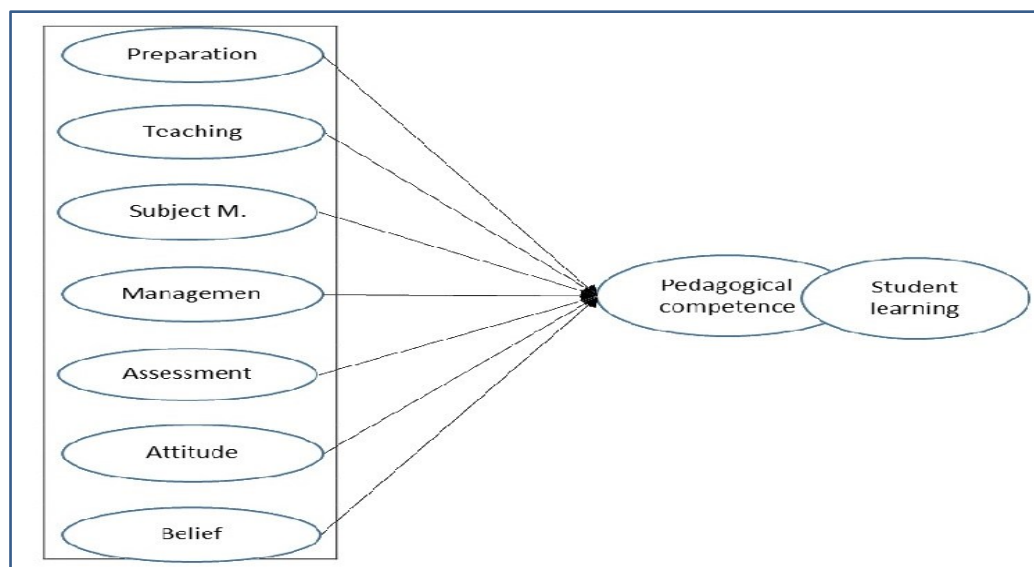 Preparation
Teaching
Subject M.
Managemen
Assessment
Attitude
Belief
Pedagogical
competence
Student
learning